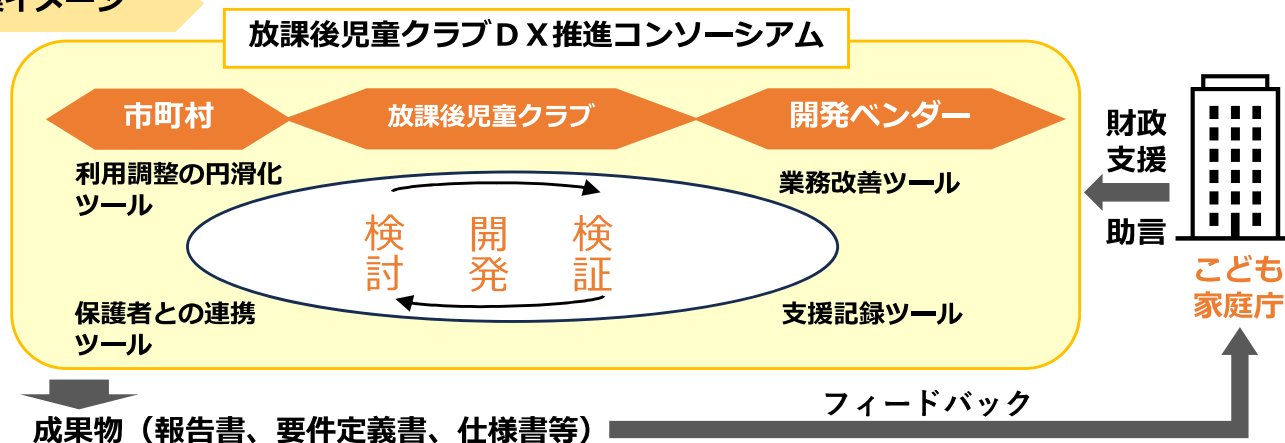 イメージ
放課後児童クラブＤＸ推進コンソーシアム
市町村
放課後児童クラブ
開発ベンダー
利用調整の円滑化
ツール
業務改善ツール
検討
開発
検証
保護者との連携
ツール
支援記録ツール
財政
支援
助言
こども
家庭庁
フィードバック
成果物（報告書、要件定義書、仕様書等）